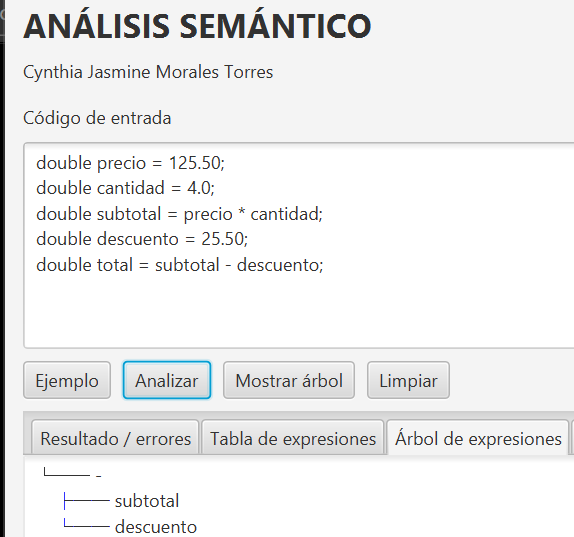 ANÁLISIS SEMÁNTICO
Cynthia Jasmine Morales Torres
Código de entrada
double precio = 125.50;
double cantidad = 4.0;
double subtotal = precio * cantidad;
double descuento = 25.50;
double total = subtotal - descuento;
Ejemplo Analizar Mostrar árbol Limpiar
Resultado / errores Tabla de expresiones Árbol de expresiones
└── -
├── subtotal
└── descuento